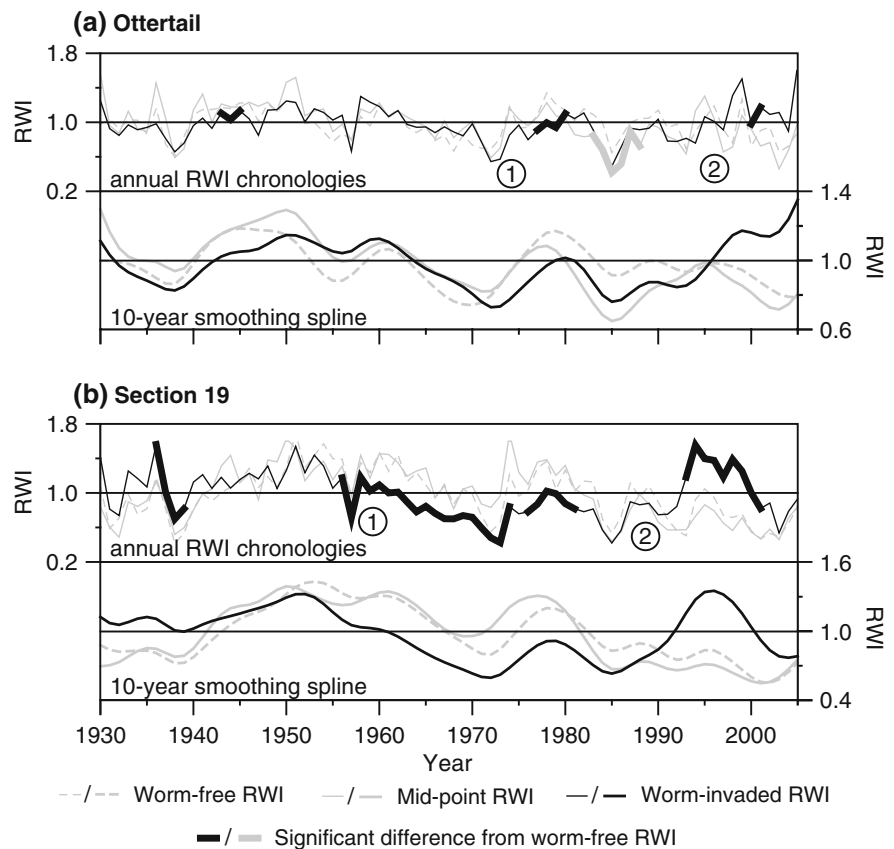 (a) Ottertail
1.8
RWI
1.0
1
2
annual RWI chronologies
0.2
1.4
RWI
1.0
10-year smoothing spline
0.6
(b) Section 19
1.8
RWI
1.0
1
2
annual RWI chronologies
0.2
1.6
RWI
1.0
10-year smoothing spline
0.4
1930 1940 1950 1960 1970 1980 1990 2000
Year
/ Worm-free RWI / Mid-point RWI / Worm-invaded RWI
/ Significant difference from worm-free RWI